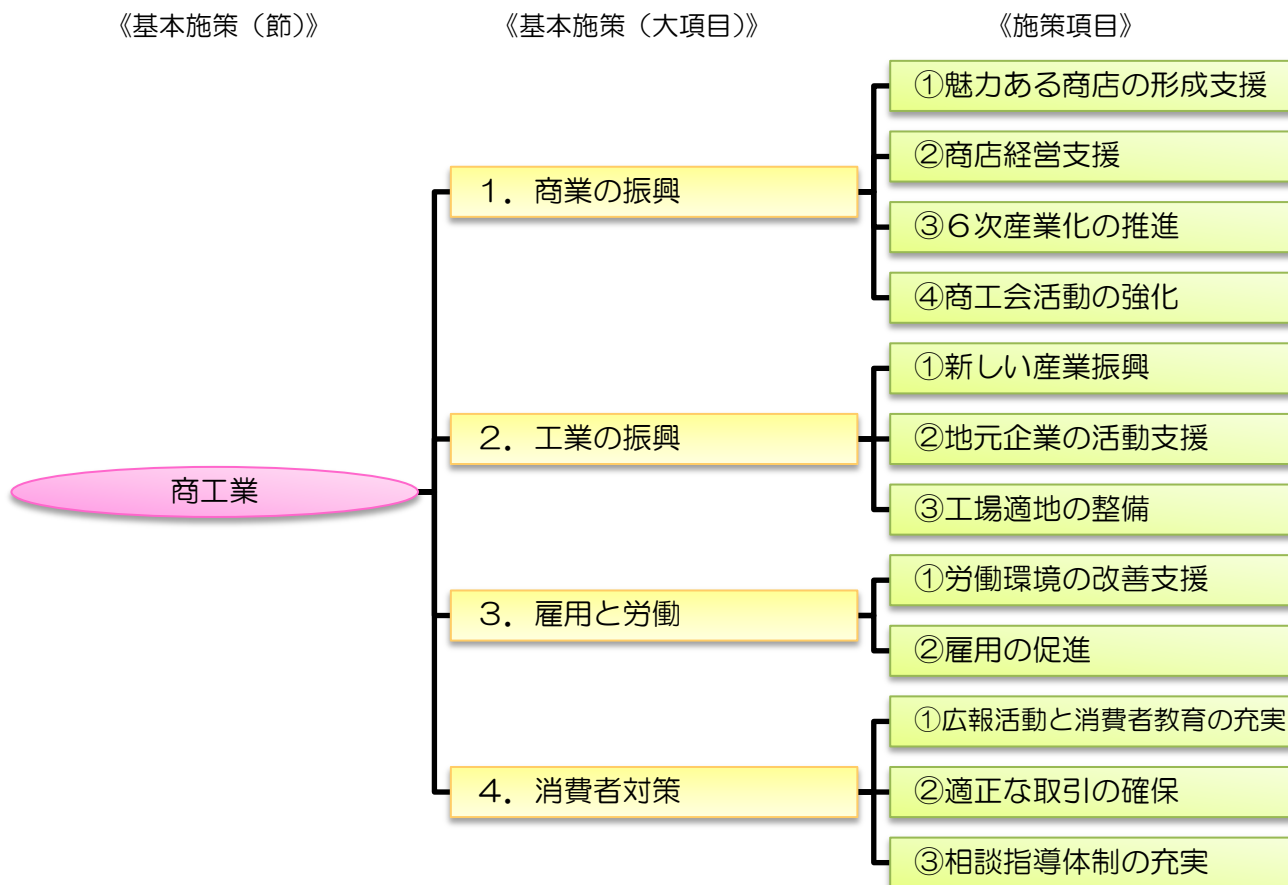 《基本施策（節）》
《基本施策（大項目）》
《施策項目》
商工業
１．商業の振興
①魅力ある商店の形成支援
②商店経営支援
③６次産業化の推進
④商工会活動の強化
２．工業の振興
①新しい産業振興
②地元企業の活動支援
③工場適地の整備
３．雇用と労働
①労働環境の改善支援
②雇用の促進
４．消費者対策
①広報活動と消費者教育の充実
②適正な取引の確保
③相談指導体制の充実